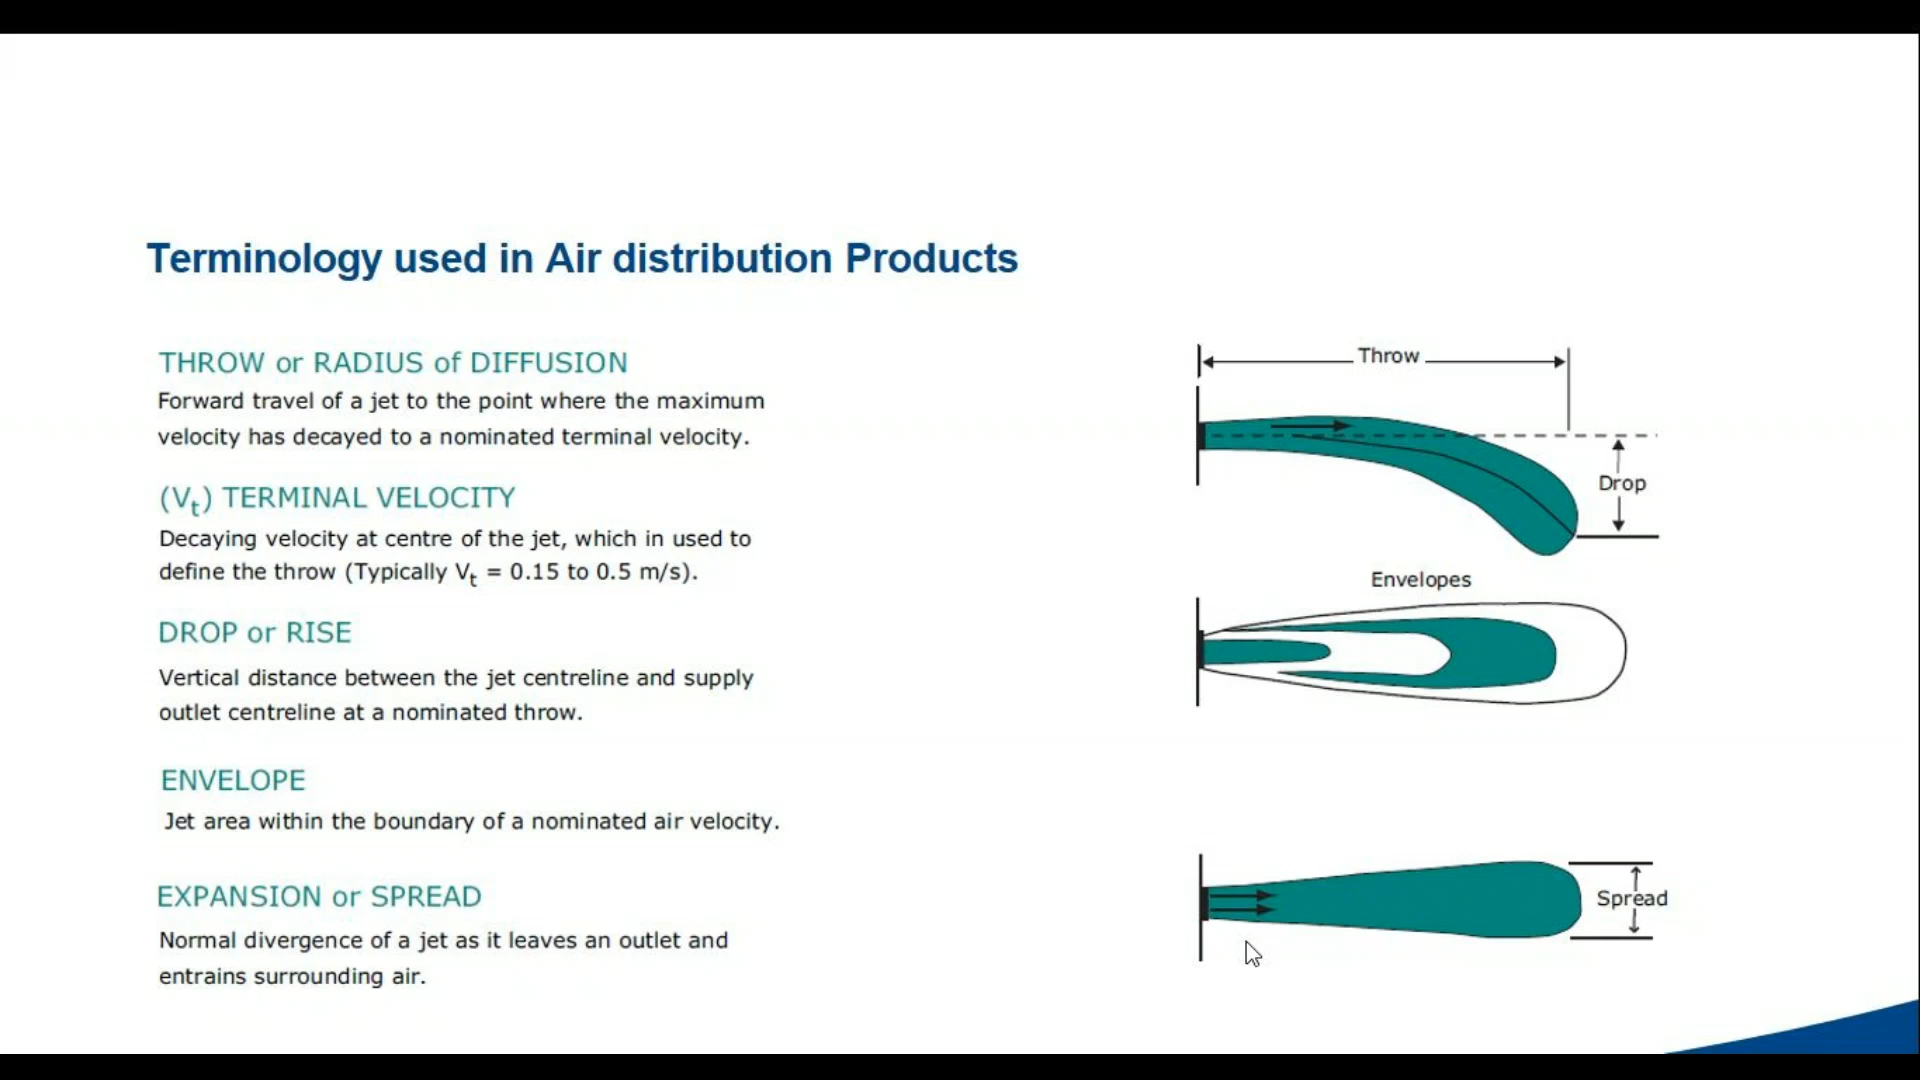 Terminology used in Air distribution Products
THROW or RADIUS of DIFFUSION
Forward travel of a jet to the point where the maximum
velocity has decayed to a nominated terminal velocity.
(Vt) TERMINAL VELOCITY
Decaying velocity at centre of the jet, which in used to
define the throw (Typically Vt = 0.15 to 0.5 m/s).
DROP or RISE
Vertical distance between the jet centreline and supply
outlet centreline at a nominated throw.
ENVELOPE
Jet area within the boundary of a nominated air velocity.
EXPANSION or SPREAD
Normal divergence of a jet as it leaves an outlet and
entrains surrounding air.
Throw
Drop
Envelopes
Spread